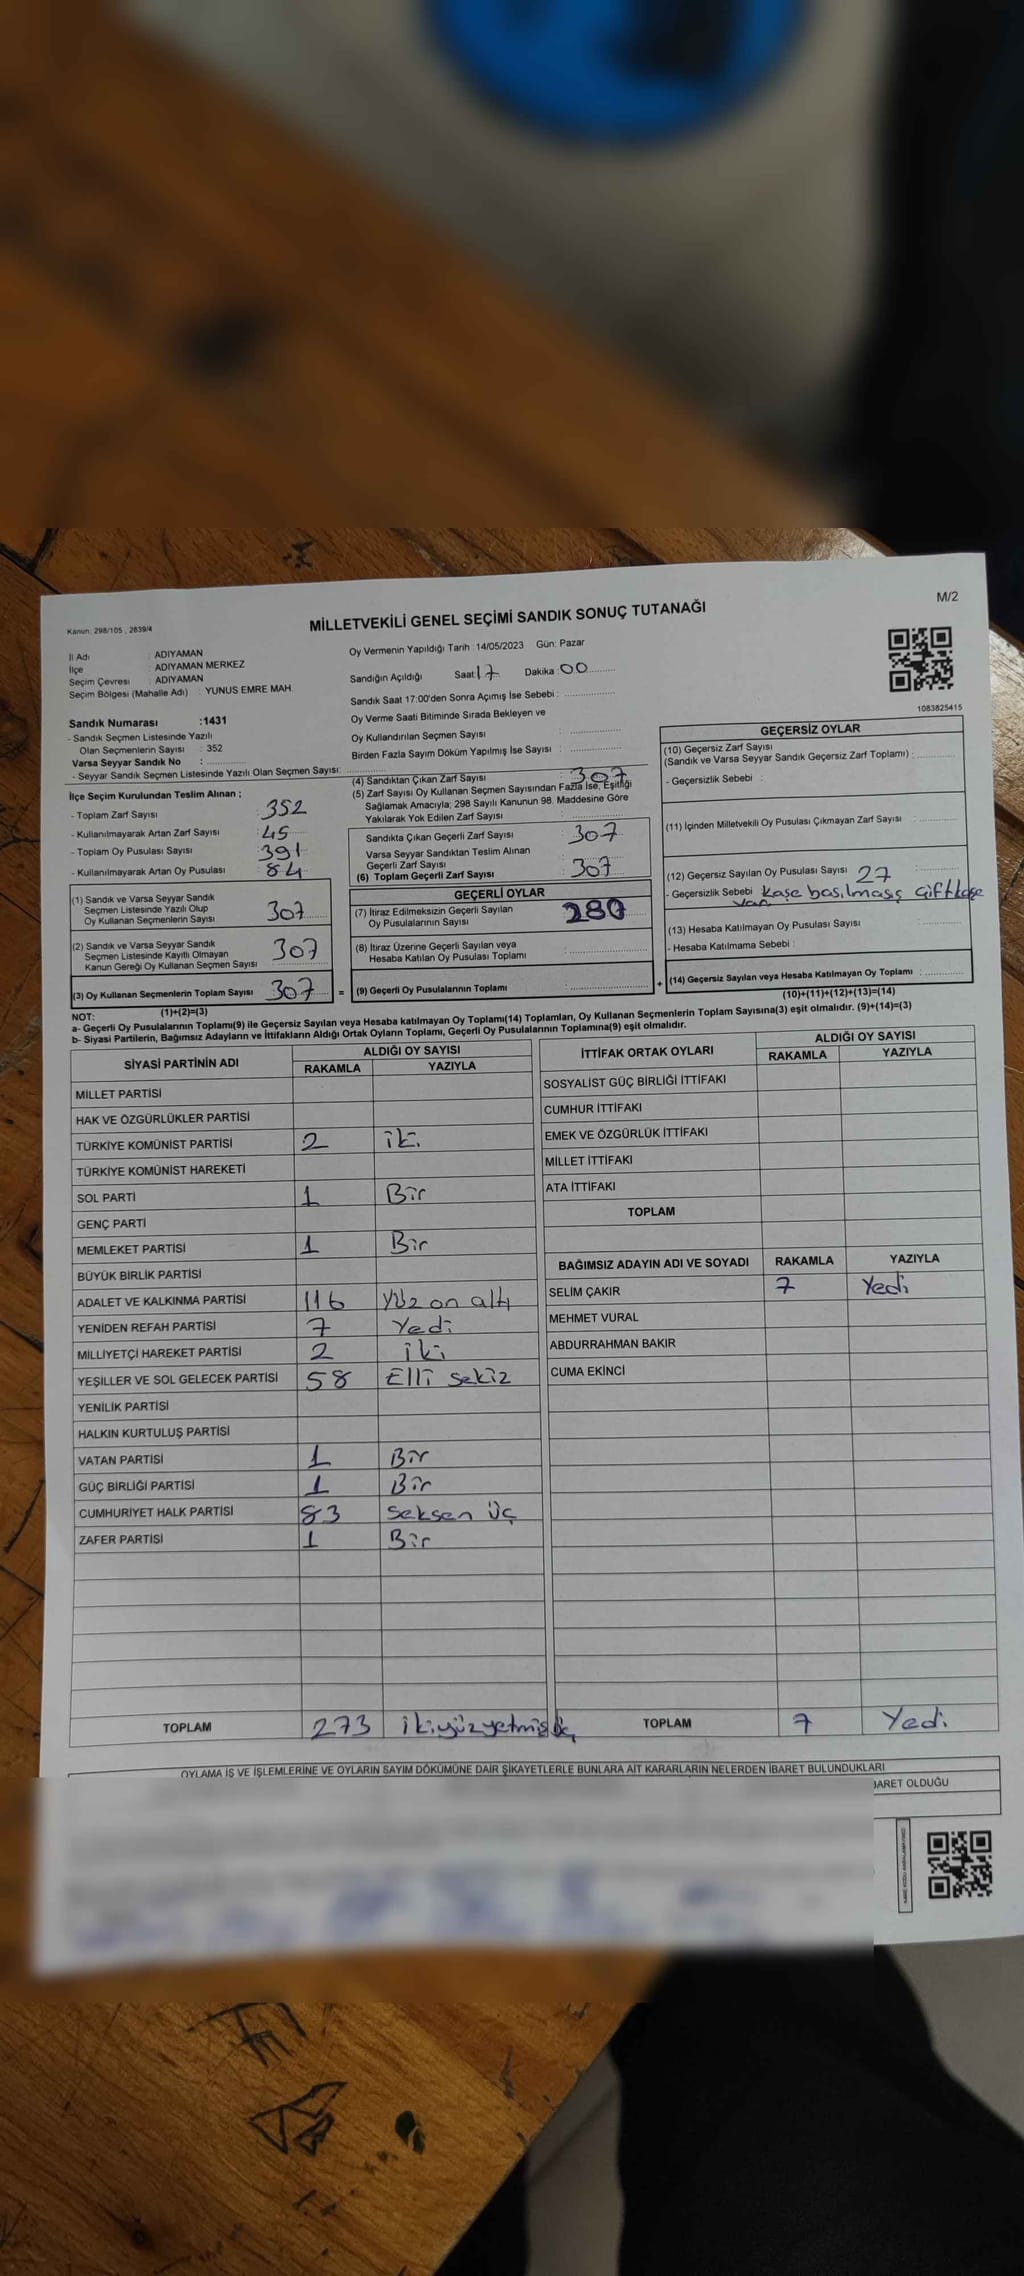 Kanun: 298/105 , 2839/4
MİLLETVEKİLİ GENEL SEÇİMİ SANDIK SONUÇ TUTANAĞI
M/2
İl Adı : ADIYAMAN
İlçe : ADIYAMAN MERKEZ
Seçim Çevresi : ADIYAMAN
Seçim Bölgesi (Mahalle Adı) : YUNUS EMRE MAH.
Sandık Numarası :1431
- Sandık Seçmen Listesinde Yazılı
Olan Seçmenlerin Sayısı : 352
Varsa Seyyar Sandık No :
- Seyyar Sandık Seçmen Listesinde Yazılı Olan Seçmen Sayısı:
Oy Vermenin Yapıldığı Tarih : 14/05/2023 Gün: Pazar
Sandığın Açıldığı Saat: 17 Dakika : 00
Sandık Saat 17:00'den Sonra Açımış İse Sebebi :
Oy Verme Saati Bitiminde Sırada Bekleyen ve
Oy Kullandırılan Seçmen Sayısı :
Birden Fazla Sayım Döküm Yapılmış İse Sayısı :
1083825415
İlçe Seçim Kurulundan Teslim Alınan ;
- Toplam Zarf Sayısı : 352
- Kullanılmayarak Artan Zarf Sayısı : 45
- Toplam Oy Pusulası Sayısı : 391
- Kullanılmayarak Artan Oy Pusulası : 84
(1) Sandık ve Varsa Seyyar Sandık
Seçmen Listesinde Yazılı Olup
Oy Kullanan Seçmenlerin Sayısı : 307
(2) Sandık ve Varsa Seyyar Sandık
Seçmen Listesinde Kayıtlı Olmayan
Kanun Gereği Oy Kullanan Seçmen Sayısı : 307
(3) Oy Kullanan Seçmenlerin Toplam Sayısı : 307
(1)+(2)=(3)
(4) Sandıktan Çıkan Zarf Sayısı : 307
(5) Zarf Sayısı Oy Kullanan Seçmen Sayısından Fazla İse, Eşitliği
Sağlamak Amacıyla; 298 Sayılı Kanunun 98. Maddesine Göre
Yakılarak Yok Edilen Zarf Sayısı :
Sandıkta Çıkan Geçerli Zarf Sayısı : 307
Varsa Seyyar Sandıktan Teslim Alınan
Geçerli Zarf Sayısı :
(6) Toplam Geçerli Zarf Sayısı : 307
GEÇERLİ OYLAR
(7) İtiraz Edilmeksizin Geçerli Sayılan
Oy Pusulalarının Sayısı : 280
(8) İtiraz Üzerine Geçerli Sayılan veya
Hesaba Katılan Oy Pusulası Toplamı :
= (9) Geçerli Oy Pusulalarının Toplamı :
GEÇERSİZ OYLAR
(10) Geçersiz Zarf Sayısı
(Sandık ve Varsa Seyyar Sandık Geçersiz Zarf Toplamı) :
- Geçersizlik Sebebi :
(11) İçinden Milletvekili Oy Pusulası Çıkmayan Zarf Sayısı :
(12) Geçersiz Sayılan Oy Pusulası Sayısı : 27
- Geçersizlik Sebebi : kaşe basılmamış çift kaşe
var
(13) Hesaba Katılmayan Oy Pusulası Sayısı :
- Hesaba Katılmama Sebebi :
+ (14) Geçersiz Sayılan veya Hesaba Katılmayan Oy Toplamı :
(10)+(11)+(12)+(13)=(14)
NOT:
a- Geçerli Oy Pusulalarının Toplamı(9) ile Geçersiz Sayılan veya Hesaba katılmayan Oy Toplamı(14) Toplamları, Oy Kullanan Seçmenlerin Toplam Sayısına(3) eşit olmalıdır. (9)+(14)=(3)
b- Siyasi Partilerin, Bağımsız Adayların ve İttifakların Aldığı Ortak Oyların Toplamı, Geçerli Oy Pusulalarının Toplamına(9) eşit olmalıdır.
SİYASİ PARTİNİN ADI ALDIĞI OY SAYISI
RAKAMLA YAZIYLA
MİLLET PARTİSİ
HAK VE ÖZGÜRLÜKLER PARTİSİ
TÜRKİYE KOMÜNİST PARTİSİ 2 iki
TÜRKİYE KOMÜNİST HAREKETİ
SOL PARTİ 1 Bir
GENÇ PARTİ
MEMLEKET PARTİSİ 1 Bir
BÜYÜK BİRLİK PARTİSİ
ADALET VE KALKINMA PARTİSİ 116 Yüz on altı
YENİDEN REFAH PARTİSİ 7 Yedi
MİLLİYETÇİ HAREKET PARTİSİ 2 iki
YEŞİLLER VE SOL GELECEK PARTİSİ 58 Elli sekiz
YENİLİK PARTİSİ
HALKIN KURTULUŞ PARTİSİ
VATAN PARTİSİ 1 Bir
GÜÇ BİRLİĞİ PARTİSİ 1 Bir
CUMHURİYET HALK PARTİSİ 83 Seksen üç
ZAFER PARTİSİ 1 Bir
TOPLAM 273 ikiyüzyetmişüç
İTTİFAK ORTAK OYLARI ALDIĞI OY SAYISI
RAKAMLA YAZIYLA
SOSYALİST GÜÇ BİRLİĞİ İTTİFAKI
CUMHUR İTTİFAKI
EMEK VE ÖZGÜRLÜK İTTİFAKI
MİLLET İTTİFAKI
ATA İTTİFAKI
TOPLAM
BAĞIMSIZ ADAYIN ADI VE SOYADI RAKAMLA YAZIYLA
SELİM ÇAKIR 7 Yedi
MEHMET VURAL
ABDURRAHMAN BAKIR
CUMA EKİNCİ
TOPLAM 7 Yedi
OYLAMA İŞ VE İŞLEMLERİNE VE OYLARIN SAYIM DÖKÜMÜNE DAİR ŞİKAYETLERLE BUNLARA AİT KARARLARIN NELERDEN İBARET BULUNDUKLARI
BARET OLDUĞU